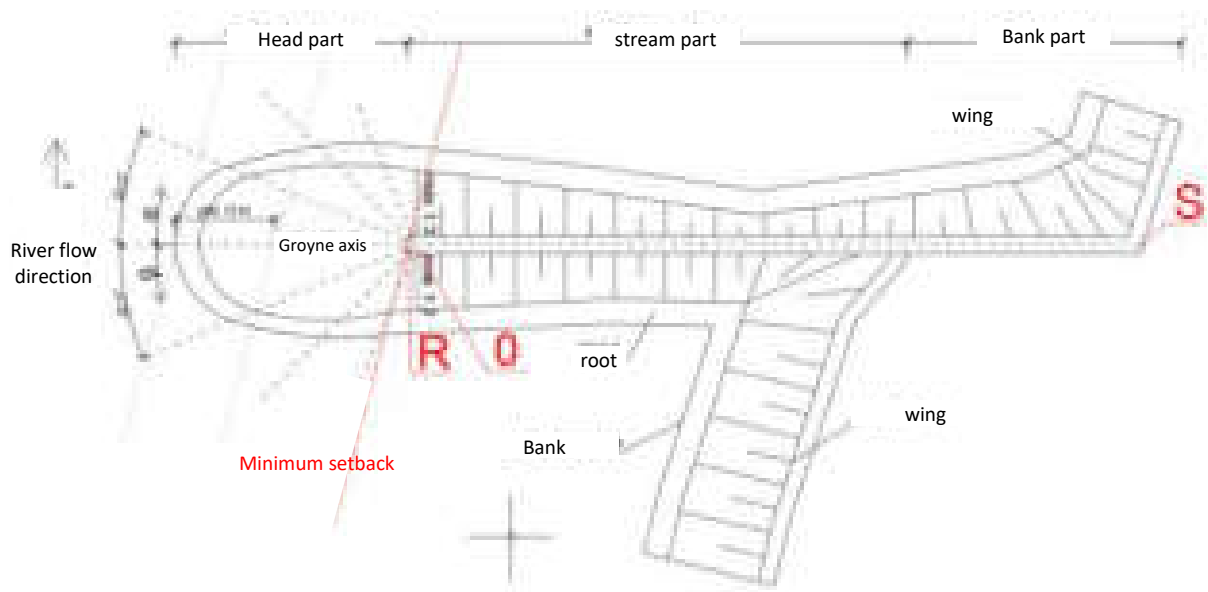 Head part
stream part
Bank part
wing
S
River flow
direction
Groyne axis
R
0
root
wing
Bank
Minimum setback